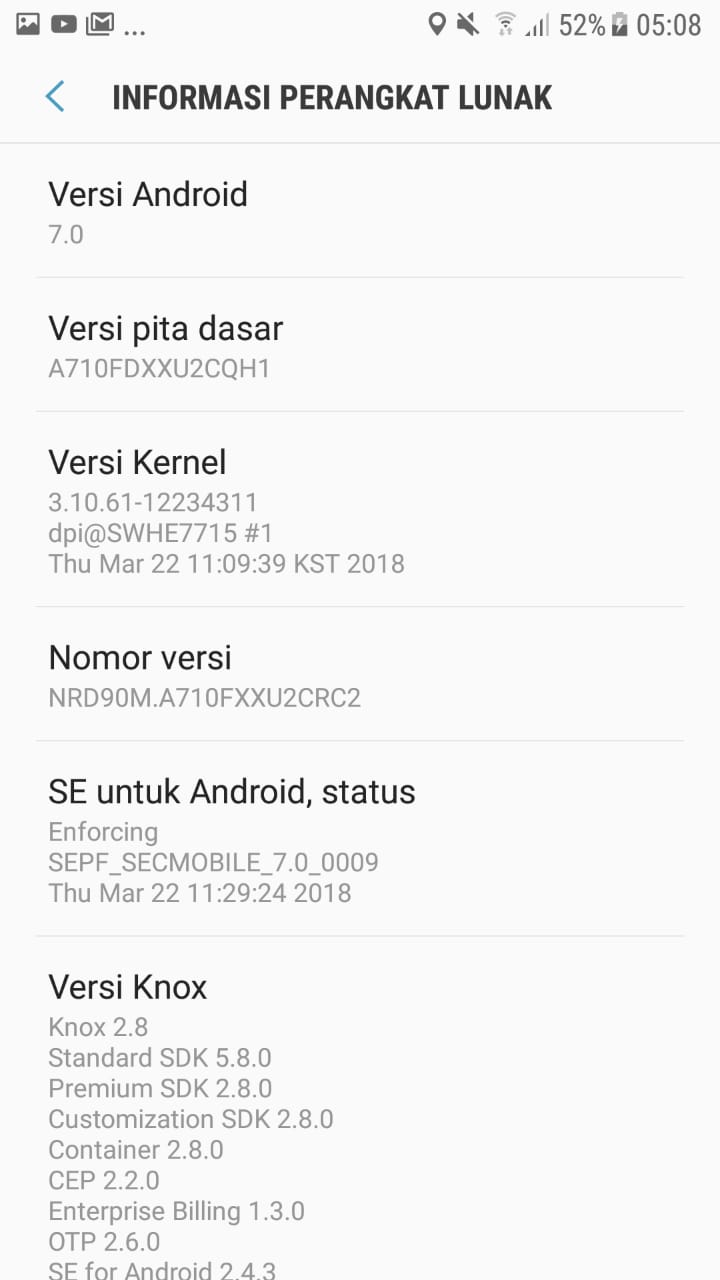 ... 52% 05:08
INFORMASI PERANGKAT LUNAK
Versi Android
7.0
Versi pita dasar
A710FDXXU2CQH1
Versi Kernel
3.10.61-12234311
dpi@SWHE7715 #1
Thu Mar 22 11:09:39 KST 2018
Nomor versi
NRD90M.A710FXXU2CRC2
SE untuk Android, status
Enforcing
SEPF_SECMOBILE_7.0_0009
Thu Mar 22 11:29:24 2018
Versi Knox
Knox 2.8
Standard SDK 5.8.0
Premium SDK 2.8.0
Customization SDK 2.8.0
Container 2.8.0
CEP 2.2.0
Enterprise Billing 1.3.0
OTP 2.6.0
SE for Android 2.4.3